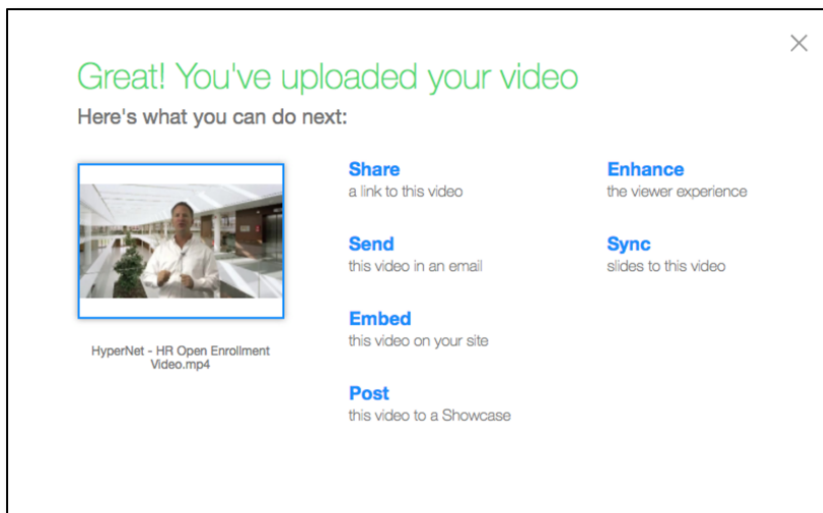 Great! You've uploaded your video
Here's what you can do next:
HyperNet - HR Open Enrollment
Video.mp4
Share
a link to this video
Send
this video in an email
Embed
this video on your site
Post
this video to a Showcase
Enhance
the viewer experience
Sync
slides to this video